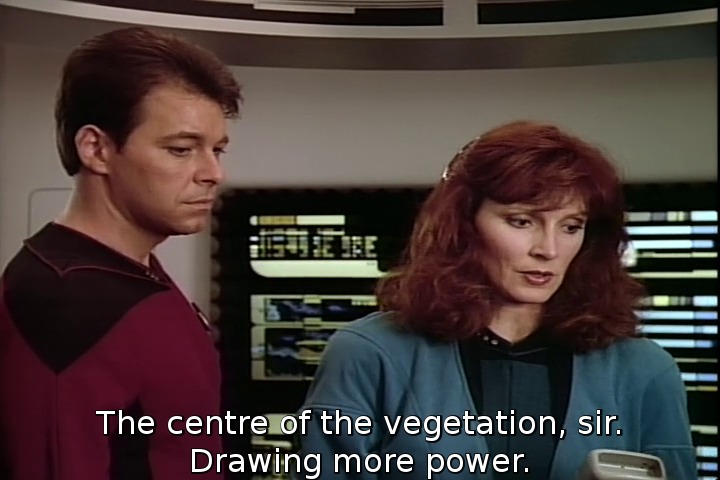 The centre of the vegetation, sir.
Drawing more power.